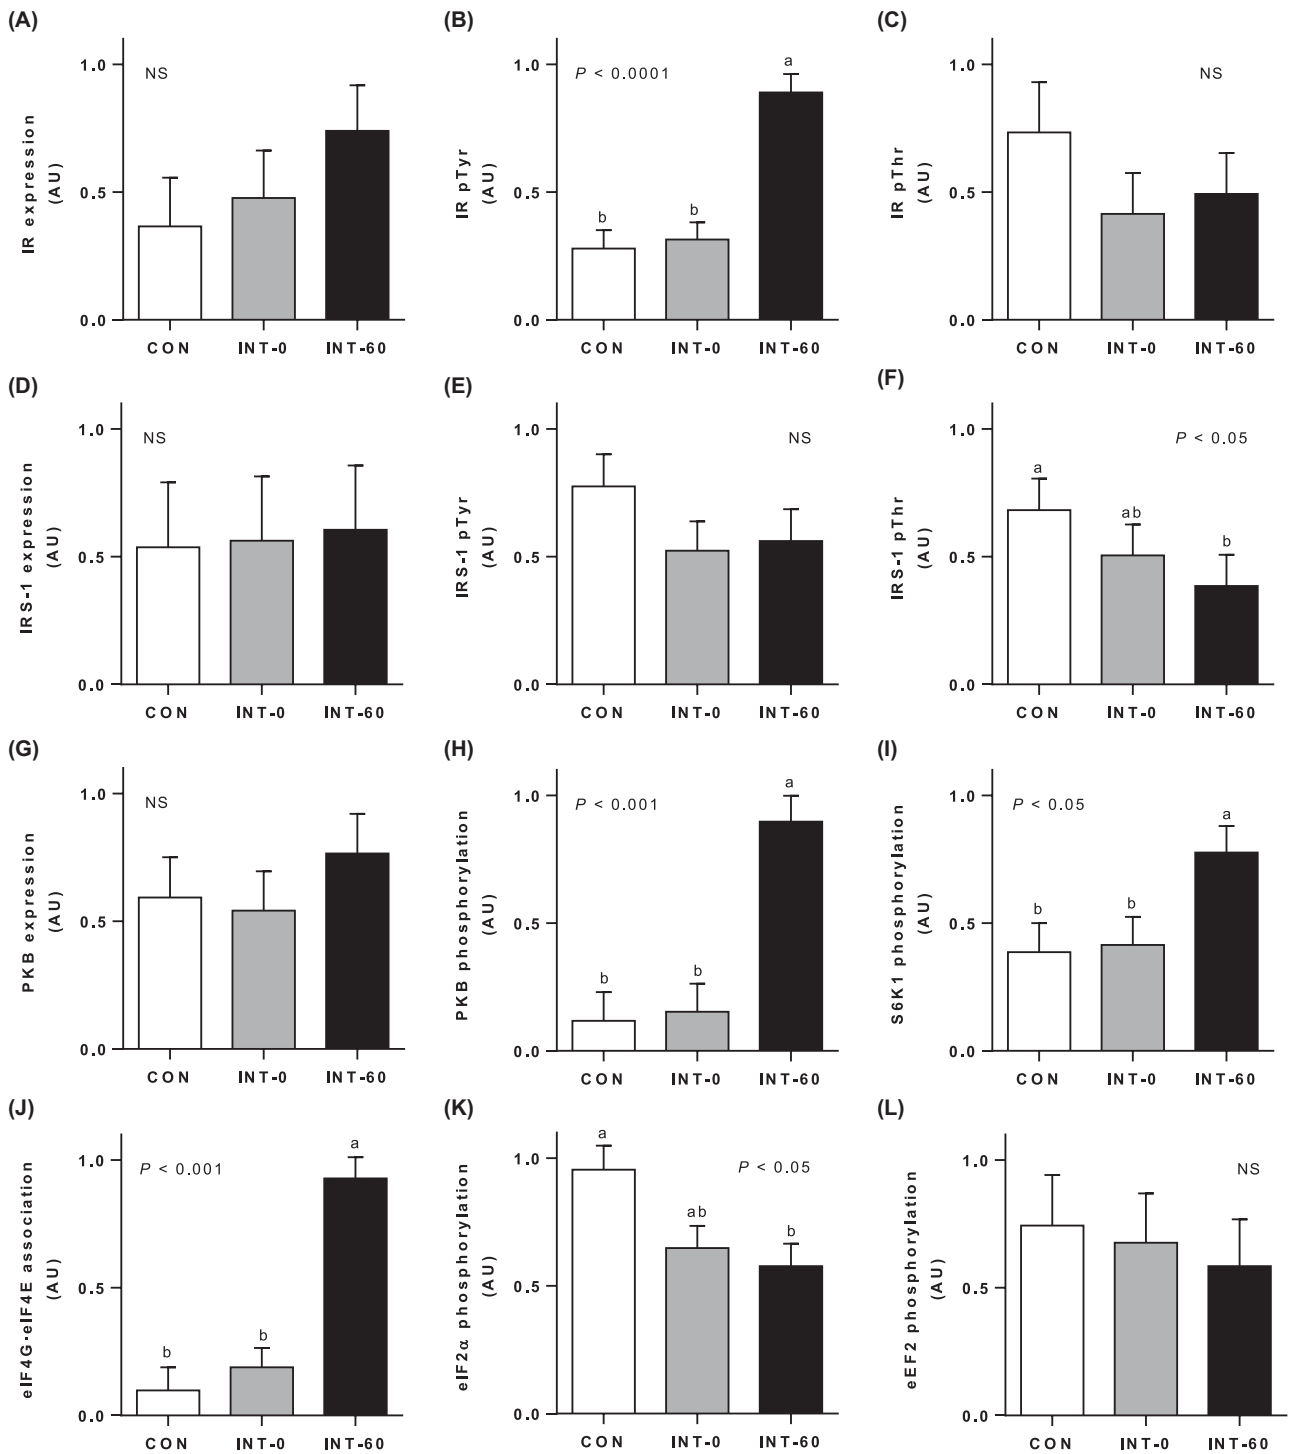 (A)
IR expression
(AU)
1.0
0.5
0.0
NS
CON INT-0 INT-60
(B)
IR pTyr
(AU)
1.0
0.5
0.0
P < 0.0001
b
b
a
CON INT-0 INT-60
(C)
IR pThr
(AU)
1.0
0.5
0.0
NS
CON INT-0 INT-60
(D)
IRS-1 expression
(AU)
1.0
0.5
0.0
NS
CON INT-0 INT-60
(E)
IRS-1 pTyr
(AU)
1.0
0.5
0.0
NS
CON INT-0 INT-60
(F)
IRS-1 pThr
(AU)
1.0
0.5
0.0
P < 0.05
a
ab
b
CON INT-0 INT-60
(G)
PKB expression
(AU)
1.0
0.5
0.0
NS
CON INT-0 INT-60
(H)
PKB phosphorylation
(AU)
1.0
0.5
0.0
P < 0.001
b
b
a
CON INT-0 INT-60
(I)
S6K1 phosphorylation
(AU)
1.0
0.5
0.0
P < 0.05
b
b
a
CON INT-0 INT-60
(J)
eIF4G·eIF4E association
(AU)
1.0
0.5
0.0
P < 0.001
b
b
a
CON INT-0 INT-60
(K)
eIF2α phosphorylation
(AU)
1.0
0.5
0.0
P < 0.05
a
ab
b
CON INT-0 INT-60
(L)
eEF2 phosphorylation
(AU)
1.0
0.5
0.0
NS
CON INT-0 INT-60